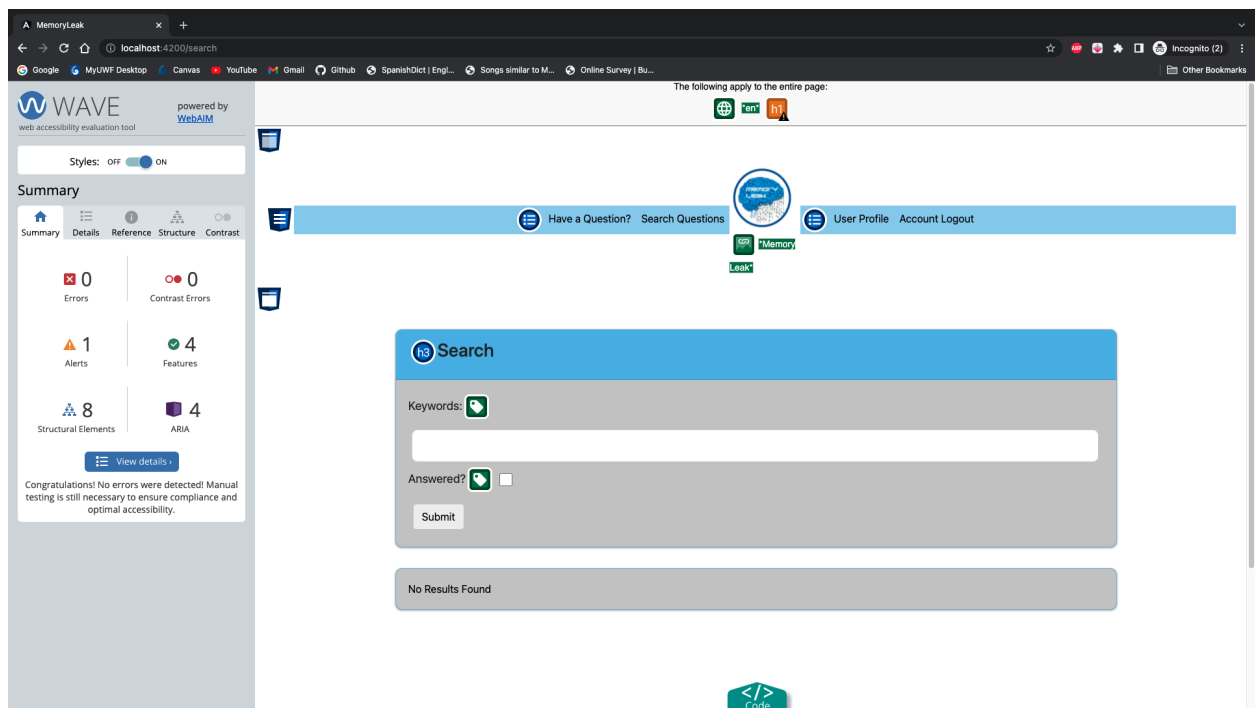 MemoryLeak
localhost:4200/search
Incognito (2)
Google MyUWF Desktop Canvas YouTube Gmail Github SpanishDict | Engl... Songs similar to M... Online Survey | Bu... Other Bookmarks
WAVE
web accessibility evaluation tool
powered by
WebAIM
Styles: OFF ON
Summary
Summary Details Reference Structure Contrast
0
Errors
0
Contrast Errors
1
Alerts
4
Features
8
Structural Elements
4
ARIA
View details ›
Congratulations! No errors were detected! Manual
testing is still necessary to ensure compliance and
optimal accessibility.
The following apply to the entire page:
*en* h1
MEMORY
LEAK
Have a Question? Search Questions User Profile Account Logout
*Memory
Leak*
h3 Search
Keywords:
Answered?
Submit
No Results Found
</>
Code